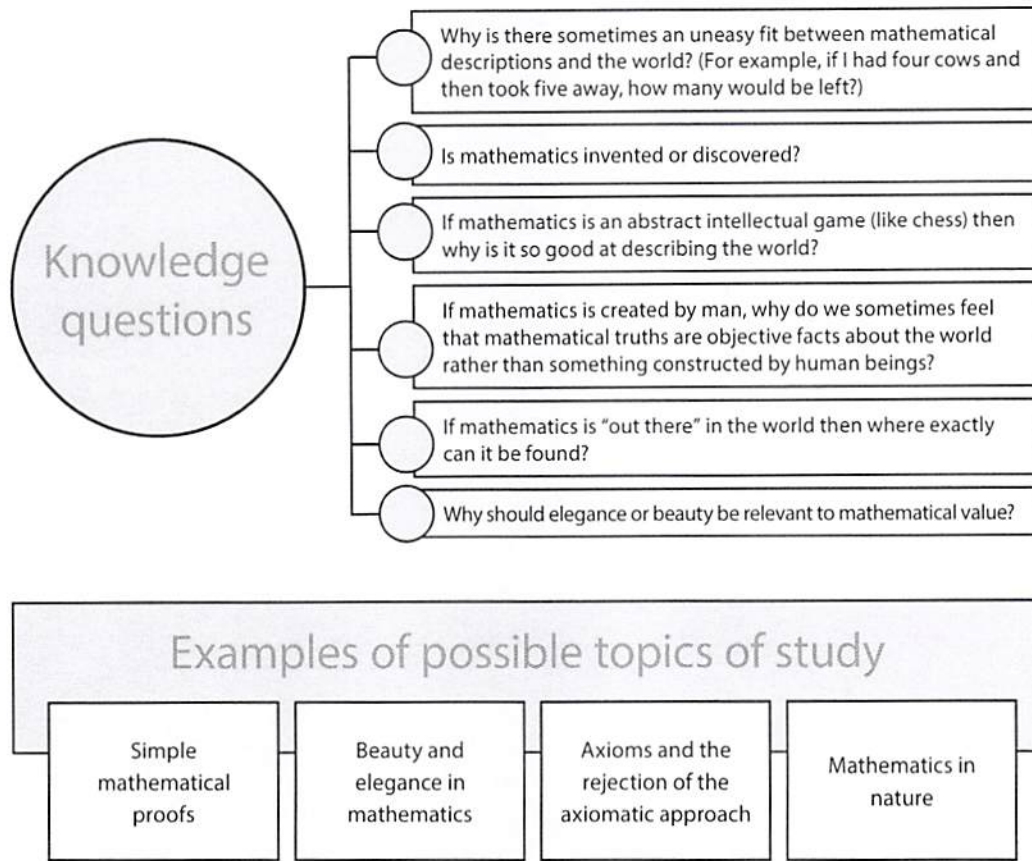 Knowledge
questions
Why is there sometimes an uneasy fit between mathematical
descriptions and the world? (For example, if I had four cows and
then took five away, how many would be left?)
Is mathematics invented or discovered?
If mathematics is an abstract intellectual game (like chess) then
why is it so good at describing the world?
If mathematics is created by man, why do we sometimes feel
that mathematical truths are objective facts about the world
rather than something constructed by human beings?
If mathematics is “out there” in the world then where exactly
can it be found?
Why should elegance or beauty be relevant to mathematical value?
Examples of possible topics of study
Simple
mathematical
proofs
Beauty and
elegance in
mathematics
Axioms and the
rejection of the
axiomatic approach
Mathematics in
nature